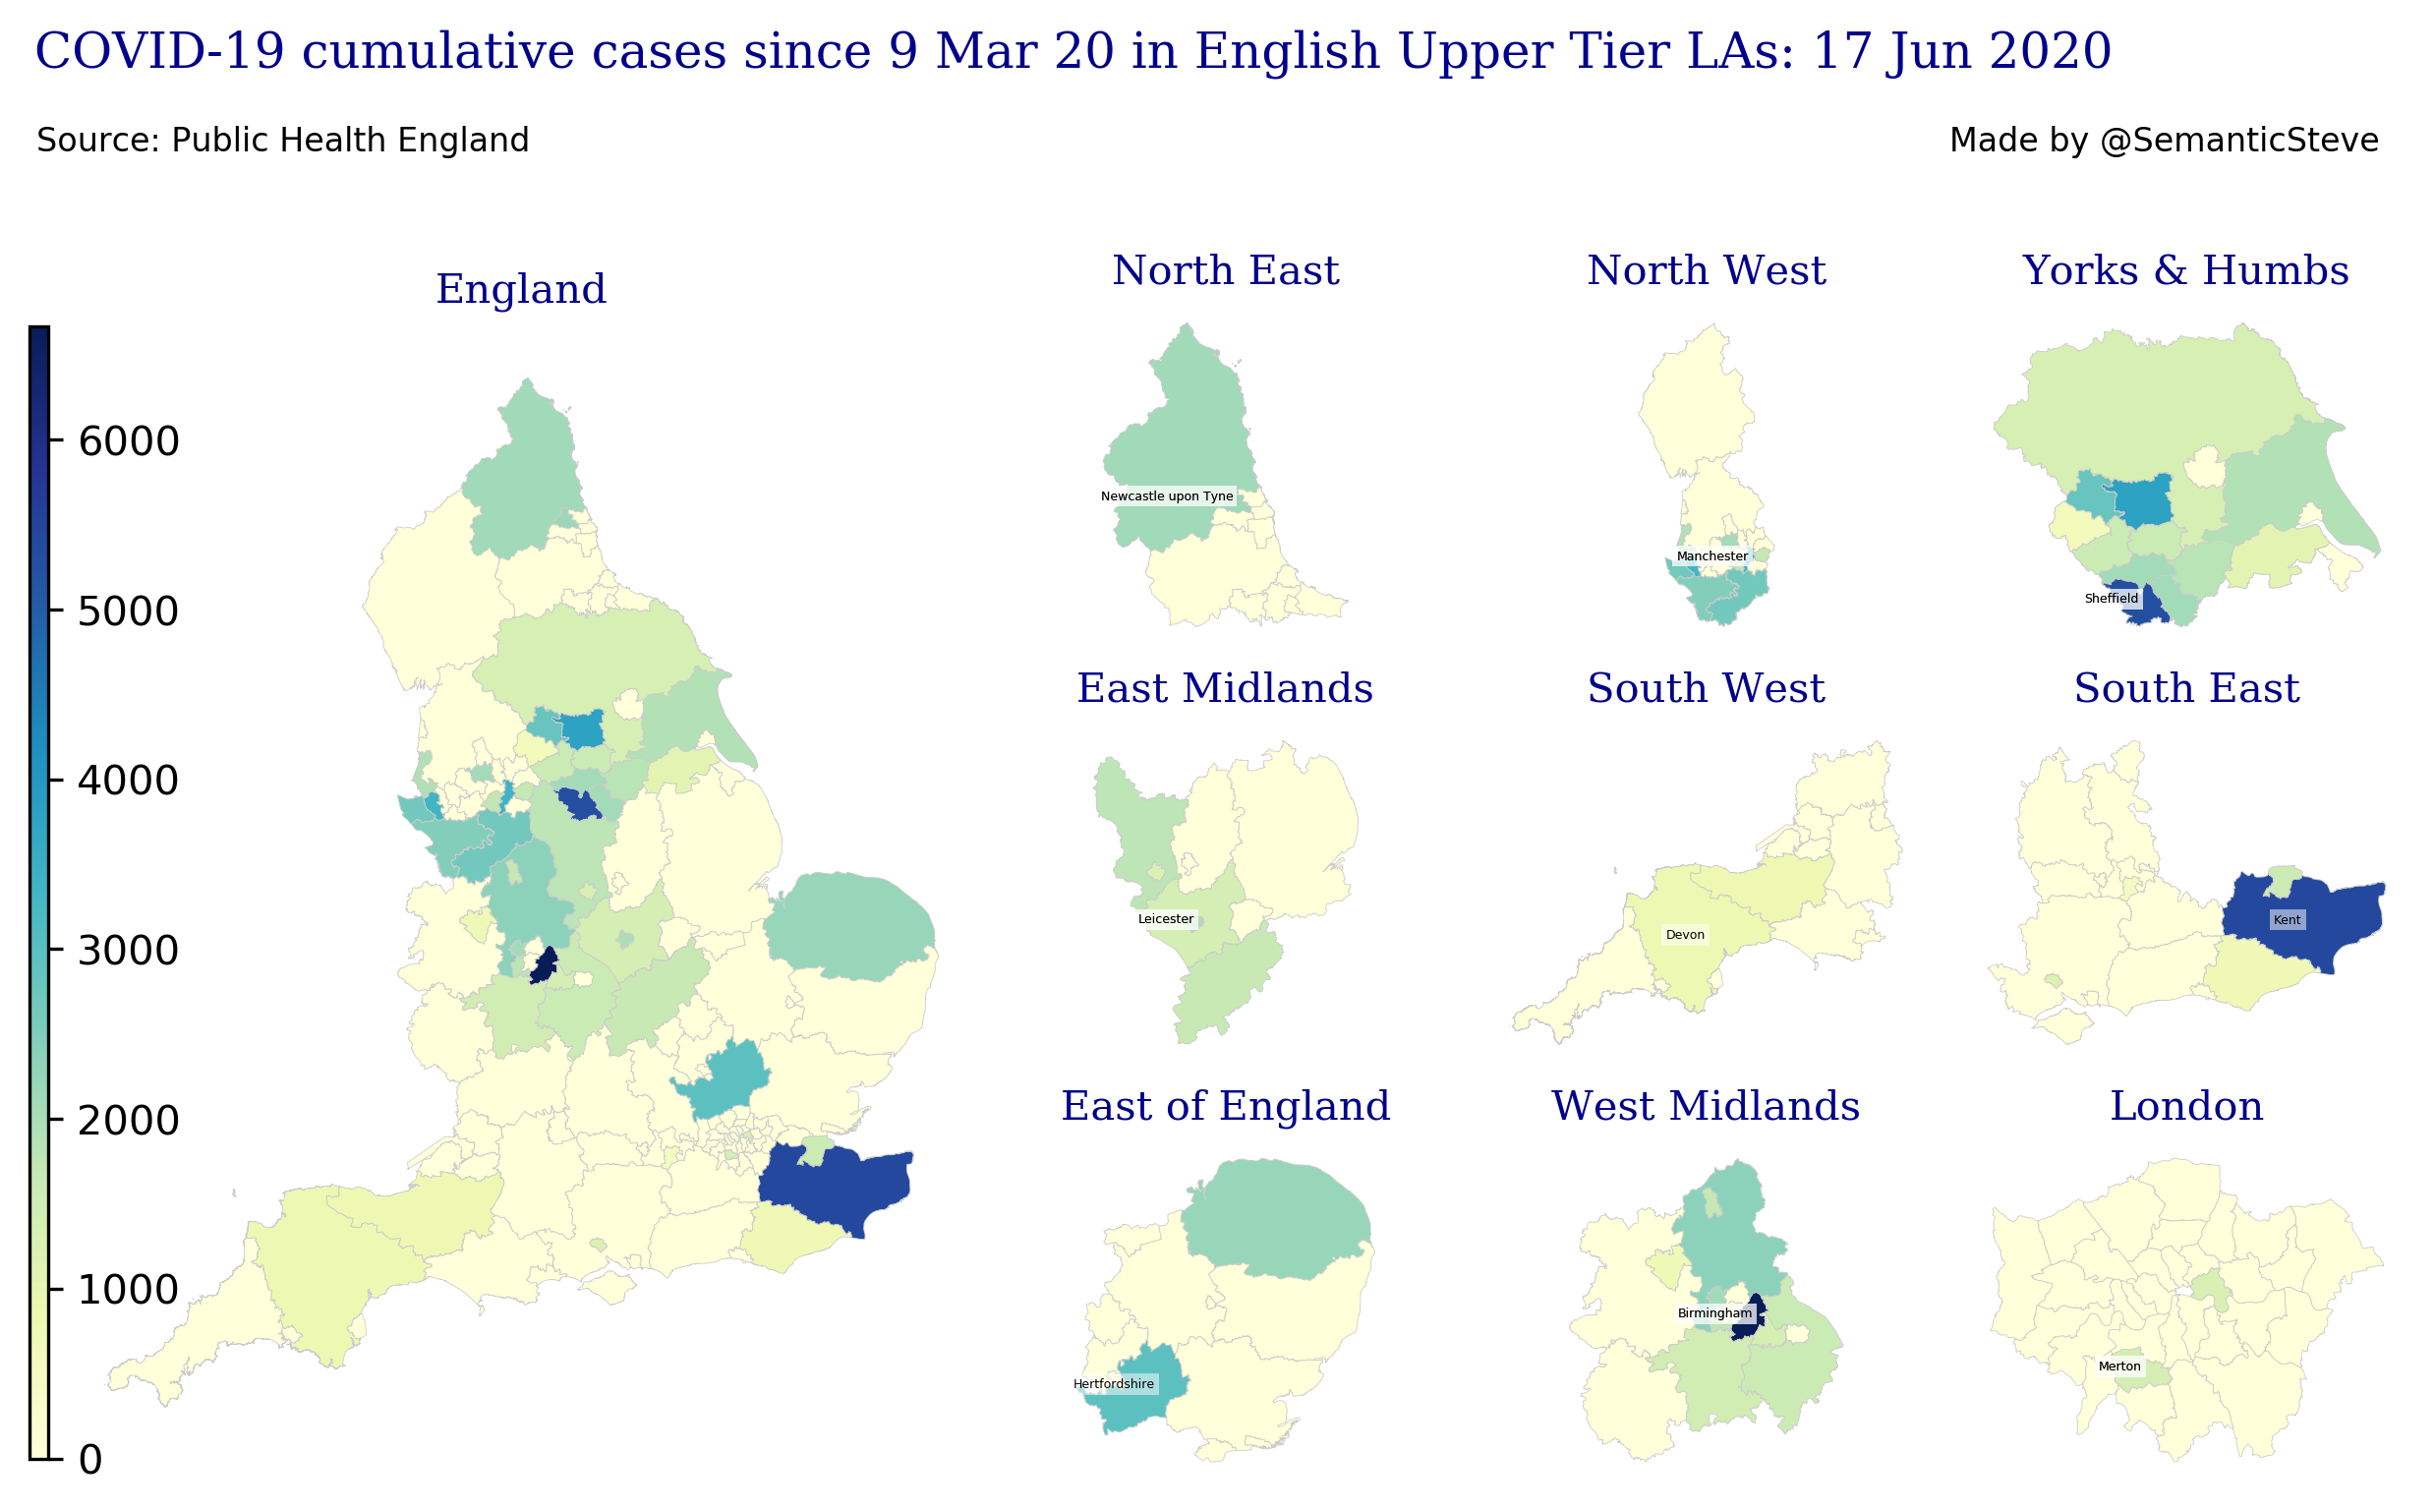 COVID-19 cumulative cases since 9 Mar 20 in English Upper Tier LAs: 17 Jun 2020
Source: Public Health England
Made by @SemanticSteve
England
North East
North West
Yorks & Humbs
6000
5000
4000
3000
2000
1000
0
Newcastle upon Tyne
Manchester
Sheffield
East Midlands
South West
South East
Leicester
Devon
Kent
East of England
West Midlands
London
Hertfordshire
Birmingham
Merton